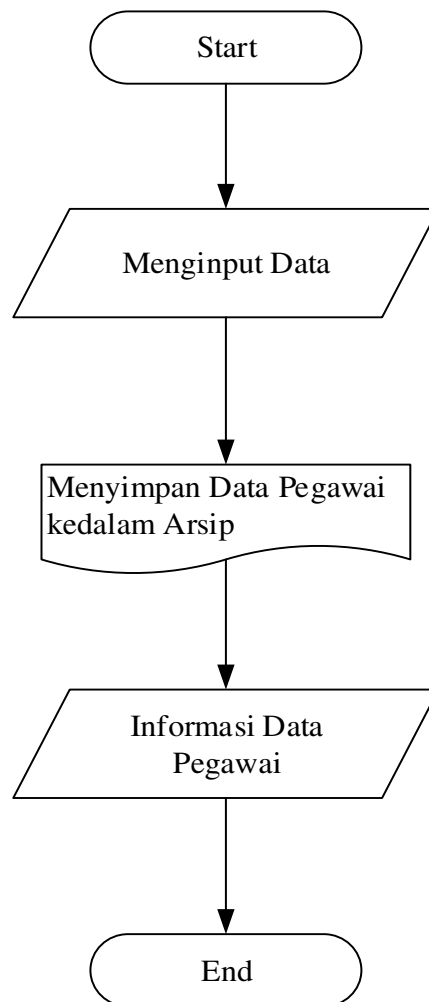 Start
Menginput Data
Menyimpan Data Pegawai
kedalam Arsip
Informasi Data
Pegawai
End